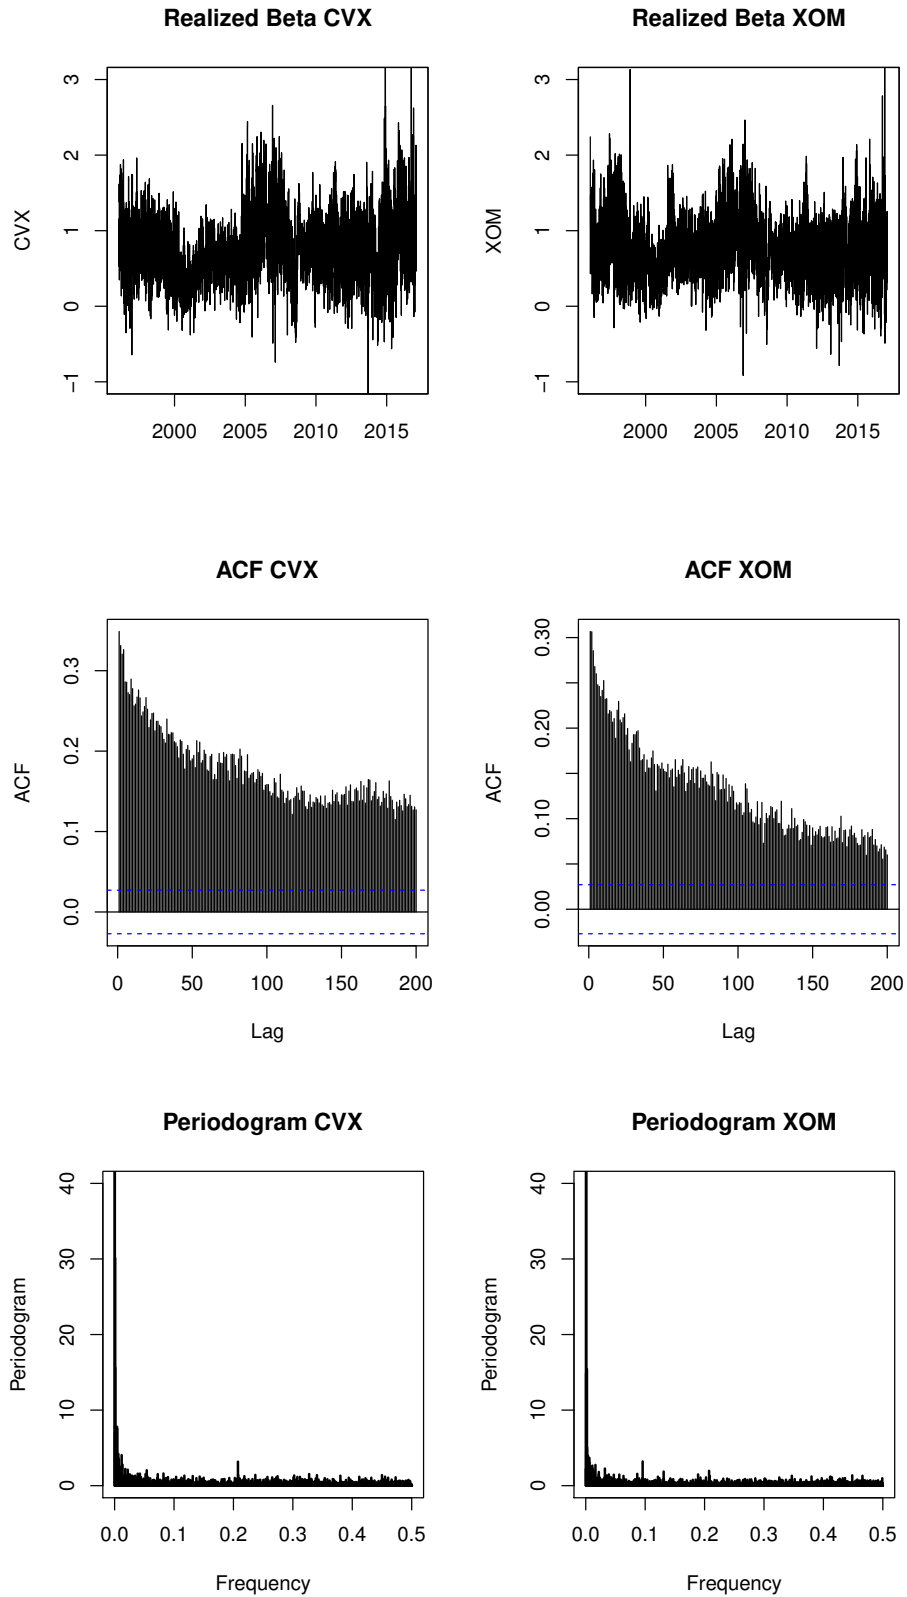 Realized Beta CVX
Realized Beta XOM
CVX
3
2
1
0
−1
2000 2005 2010 2015
XOM
3
2
1
0
−1
2000 2005 2010 2015
ACF CVX
ACF XOM
ACF
0.3
0.2
0.1
0.0
0 50 100 150 200
Lag
ACF
0.30
0.20
0.10
0.00
0 50 100 150 200
Lag
Periodogram CVX
Periodogram XOM
Periodogram
40
30
20
10
0
0.0 0.1 0.2 0.3 0.4 0.5
Frequency
Periodogram
40
30
20
10
0
0.0 0.1 0.2 0.3 0.4 0.5
Frequency